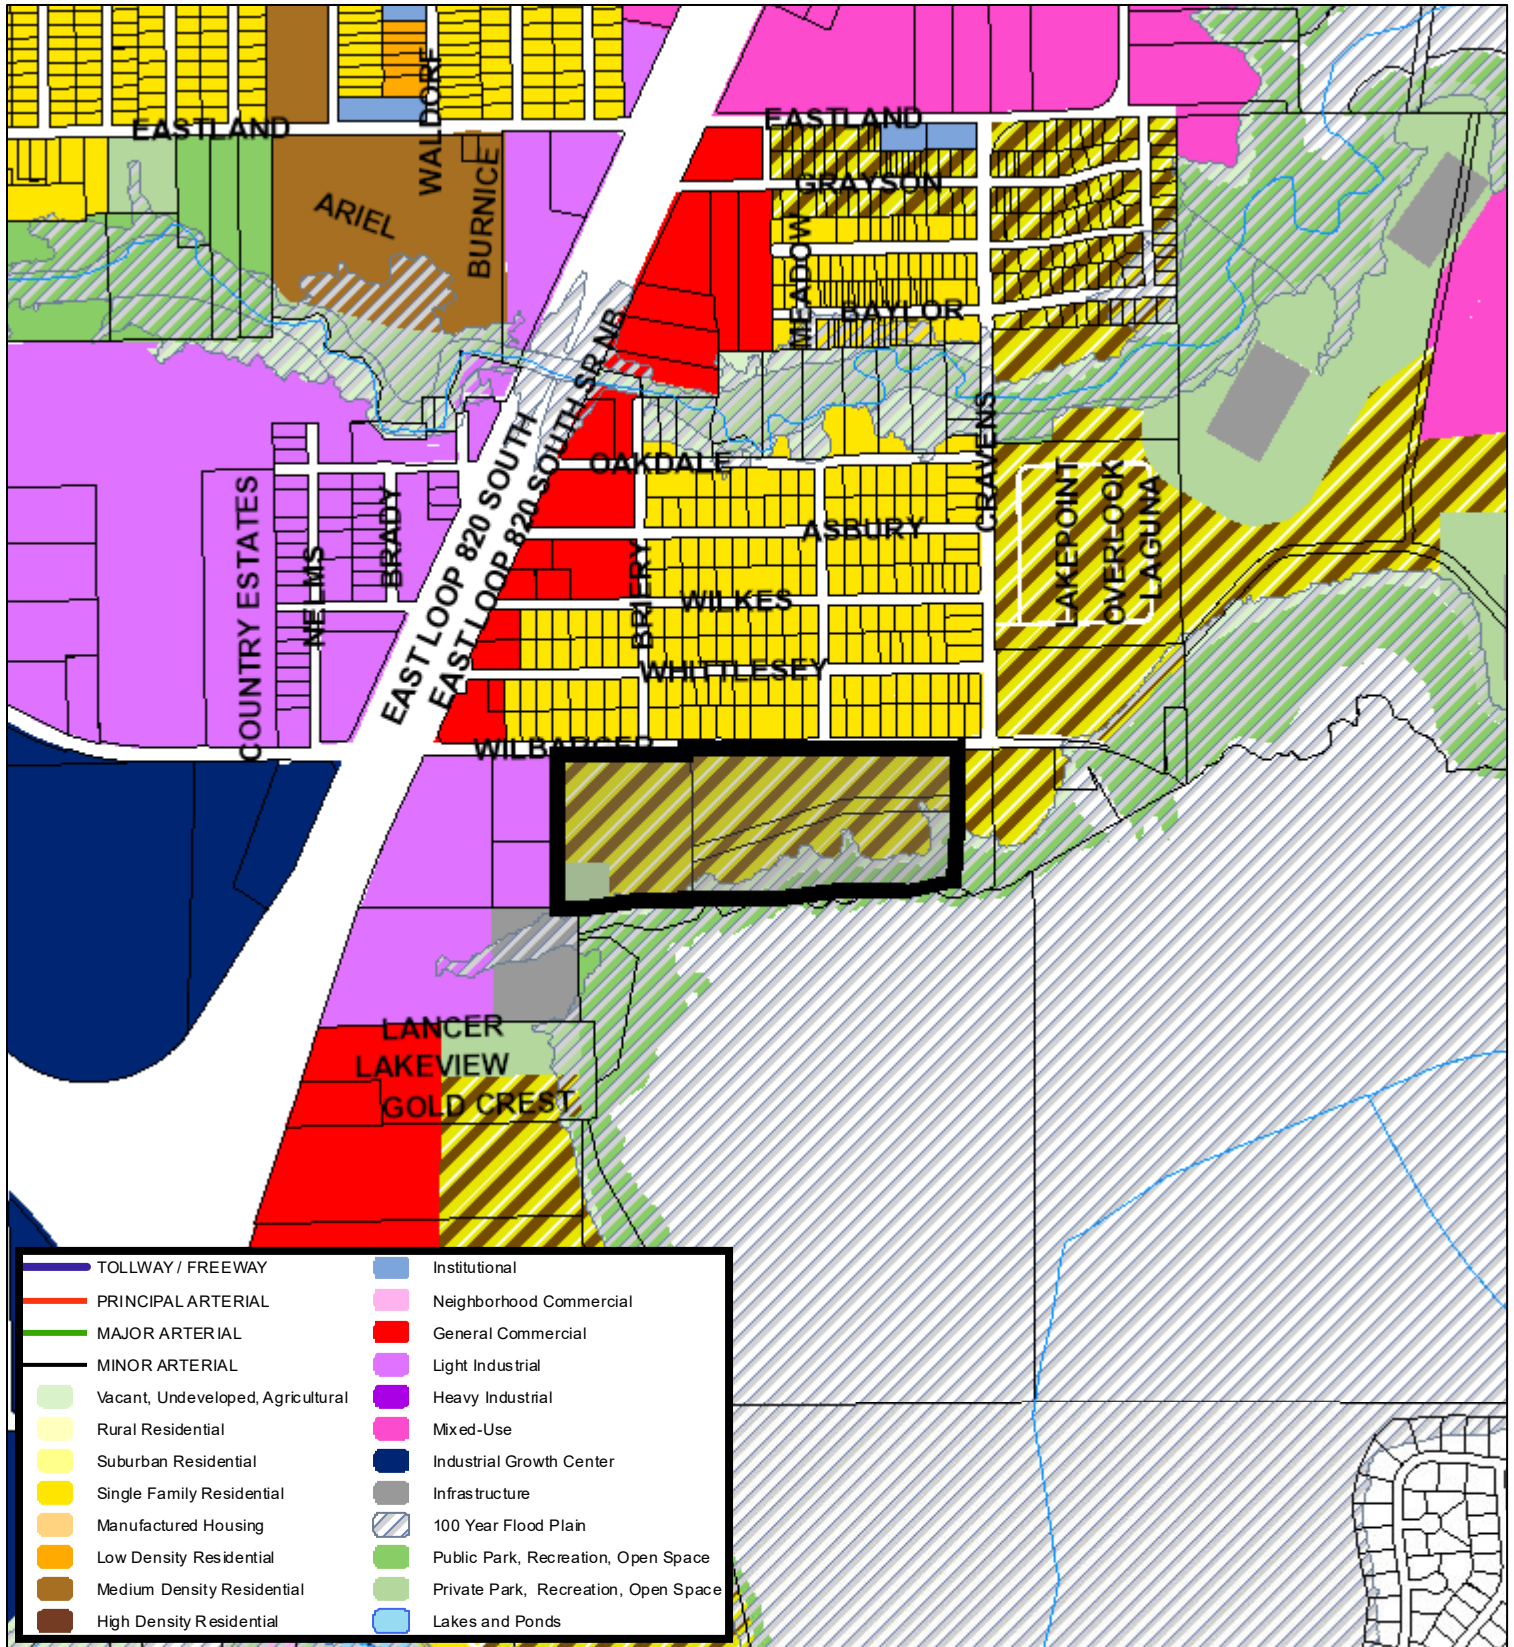 WALDORF
EASTLAND
EASTLAND
GRAYSON
ARIEL
BURNICE
MEADOW
BAYLOR
EAST LOOP 820 SOUTH
EAST LOOP 820 SOUTH SR NB
OAKDALE
CRAVENS
COUNTRY ESTATES
NELMS
BRADY
BRIERY
ASBURY
LAKEPOINT
OVERLOOK
LAGUNA
WILKES
WHITTLESEY
WILBARGER
LANCER
LAKEVIEW
GOLD CREST
TOLLWAY / FREEWAY
PRINCIPAL ARTERIAL
MAJOR ARTERIAL
MINOR ARTERIAL
Vacant, Undeveloped, Agricultural
Rural Residential
Suburban Residential
Single Family Residential
Manufactured Housing
Low Density Residential
Medium Density Residential
High Density Residential
Institutional
Neighborhood Commercial
General Commercial
Light Industrial
Heavy Industrial
Mixed-Use
Industrial Growth Center
Infrastructure
100 Year Flood Plain
Public Park, Recreation, Open Space
Private Park, Recreation, Open Space
Lakes and Ponds